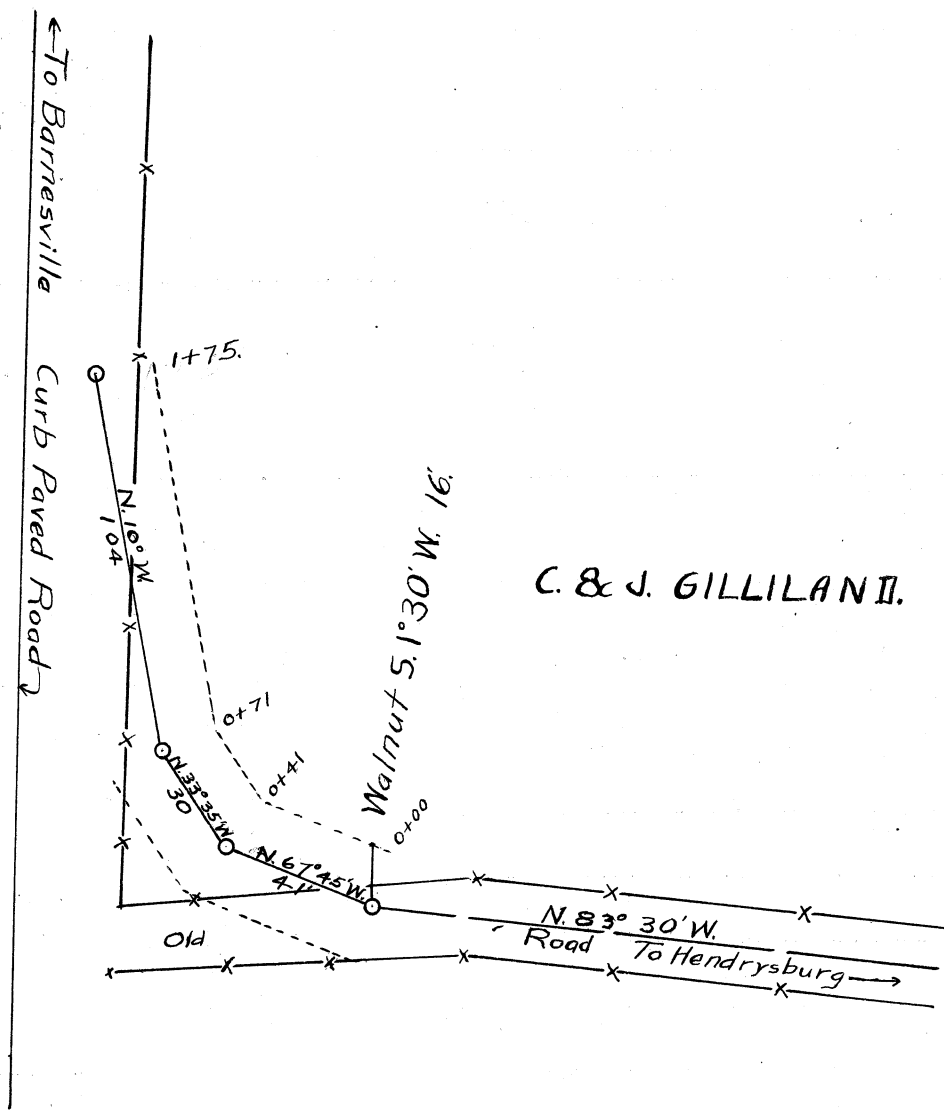 ←To Barnesville Curb Paved Road
1+75.
N. 10° W.
104
Walnut S. 1° 30' W. 16'.
C. & J. GILLILAN II.
0+71
0+41
0+00
N. 33° 35' W.
30
N. 67° 45' W.
41'
N. 83° 30' W.
Old Road To Hendrysburg →